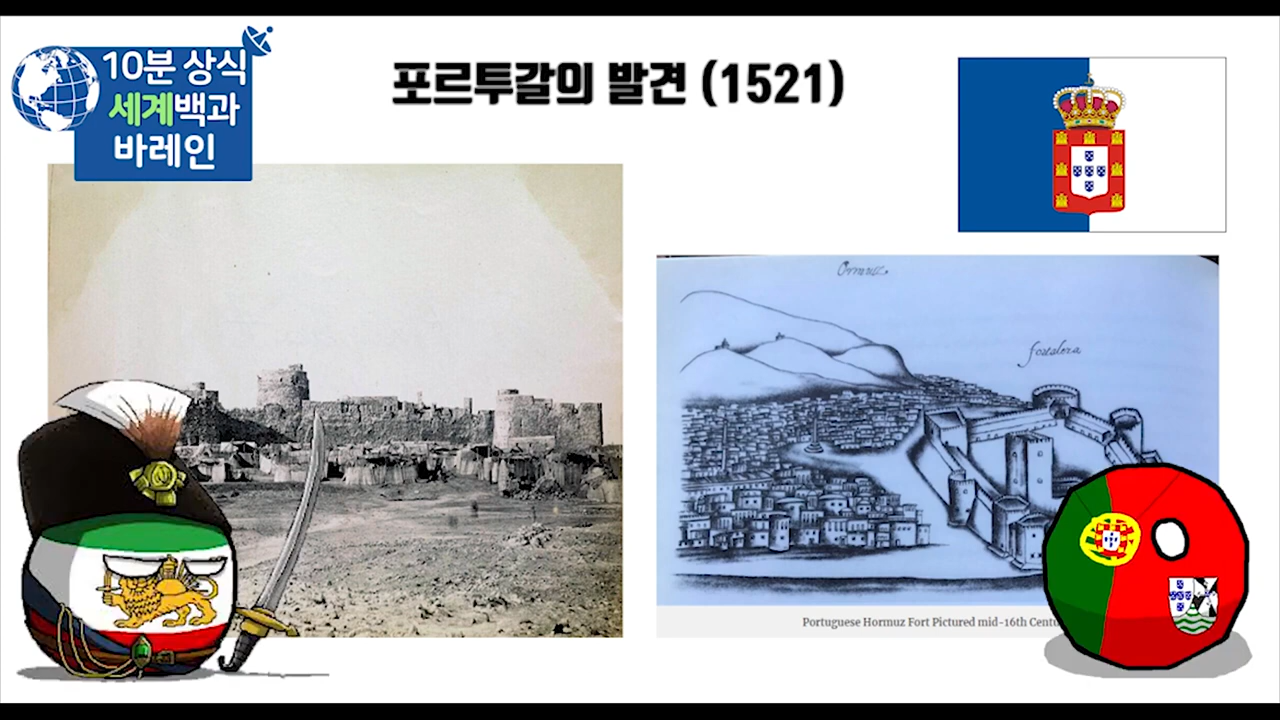 10분 상식
세계백과
바레인
포르투갈의 발견 (1521)
Ormuz
fortaleza
Portuguese Hormuz Fort Pictured mid-16th Centu